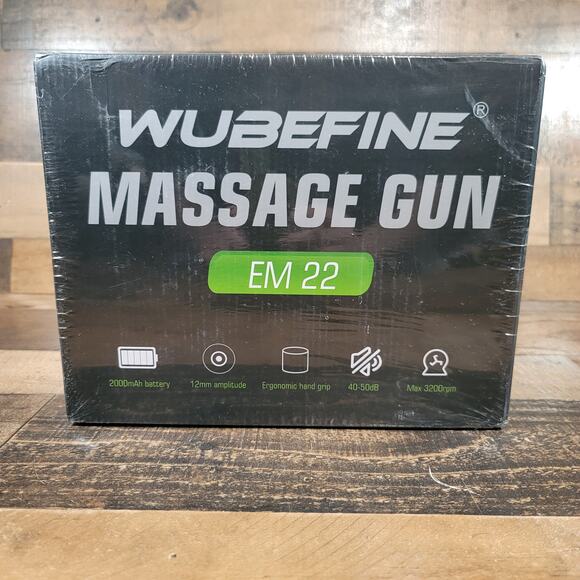 WUBEFINE®
MASSAGE GUN
EM 22
2000mAh battery 12mm amplitude Ergonomic hand grip 40-50dB Max 3200rpm